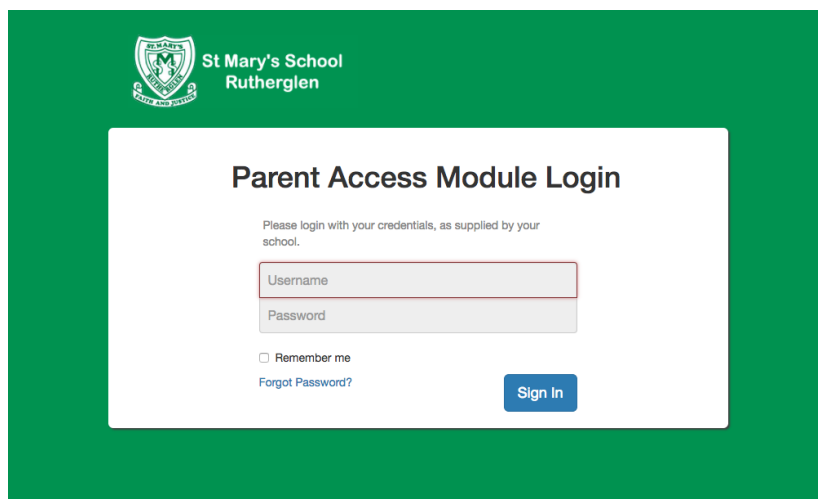 ST. MARY'S
RUTHERGLEN
FAITH AND JUSTICE
St Mary's School
Rutherglen
Parent Access Module Login
Please login with your credentials, as supplied by your
school.
Username
Password
Remember me
Forgot Password?
Sign In